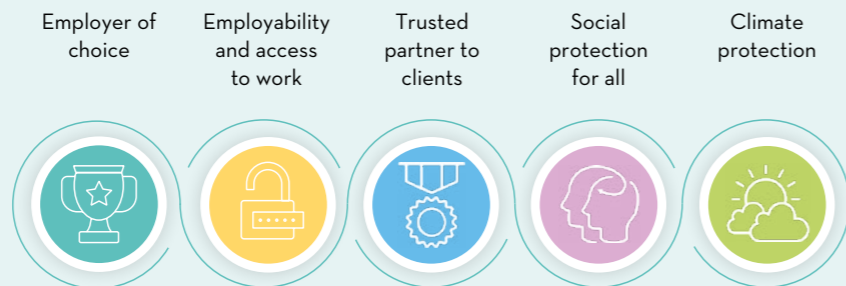 Employer of
choice
Employability
and access
to work
Trusted
partner to
clients
Social
protection
for all
Climate
protection